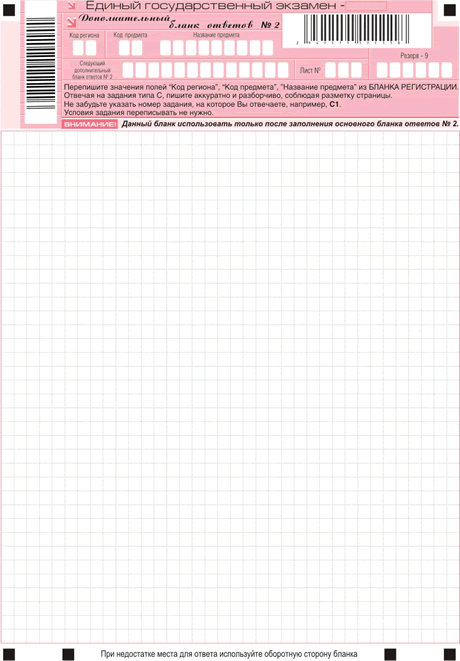 Единый государственный экзамен -
Дополнительный
бланк ответов № 2
Код региона Код предмета Название предмета
Резерв - 9
Следующий
дополнительный
бланк ответов № 2
Лист №
Перепишите значения полей "Код региона", "Код предмета", "Название предмета" из БЛАНКА РЕГИСТРАЦИИ.
Отвечая на задания типа С, пишите аккуратно и разборчиво, соблюдая разметку страницы.
Не забудьте указать номер задания, на которое Вы отвечаете, например, С1.
Условия задания переписывать не нужно.
ВНИМАНИЕ! Данный бланк использовать только после заполнения основного бланка ответов № 2.
При недостатке места для ответа используйте оборотную сторону бланка